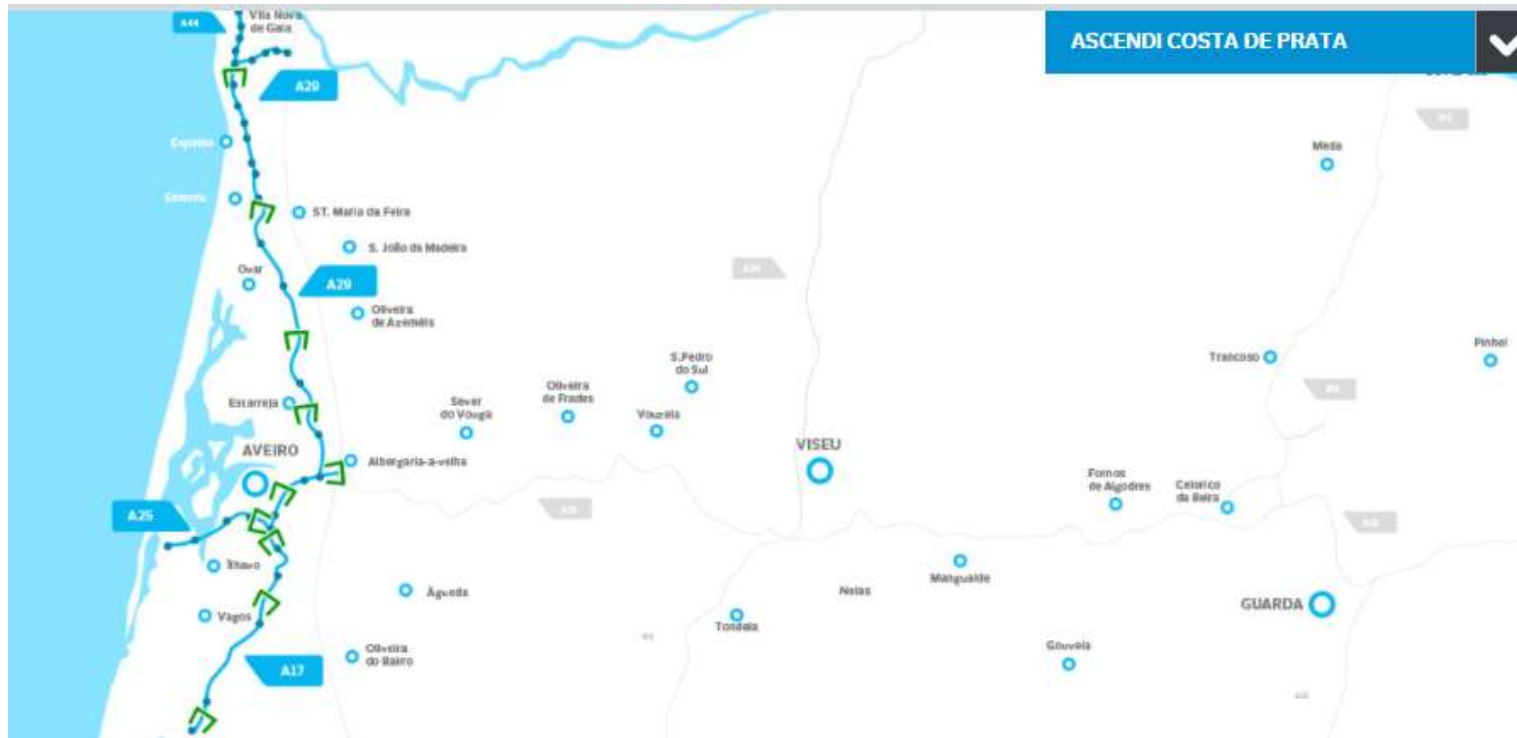 A44
Vila Nova
de Gaia
ASCENDI COSTA DE PRATA
A29
Espinho
Esmoriz
Meda
ST. Maria da Feira
S. João da Madeira
Ovar
A29
Oliveira
de Azeméis
S.Pedro
do Sul
Trancoso
Pinhel
Estarreja
Sever
do Vouga
Oliveira
de Frades
Vouzela
AVEIRO
Albergaria-a-velha
VISEU
Fornos
de Algodres
Celorico
da Beira
A25
Ílhavo
Águeda
Mangualde
Nelas
GUARDA
Vagos
Tondela
Oliveira
do Bairro
Gouveia
A17